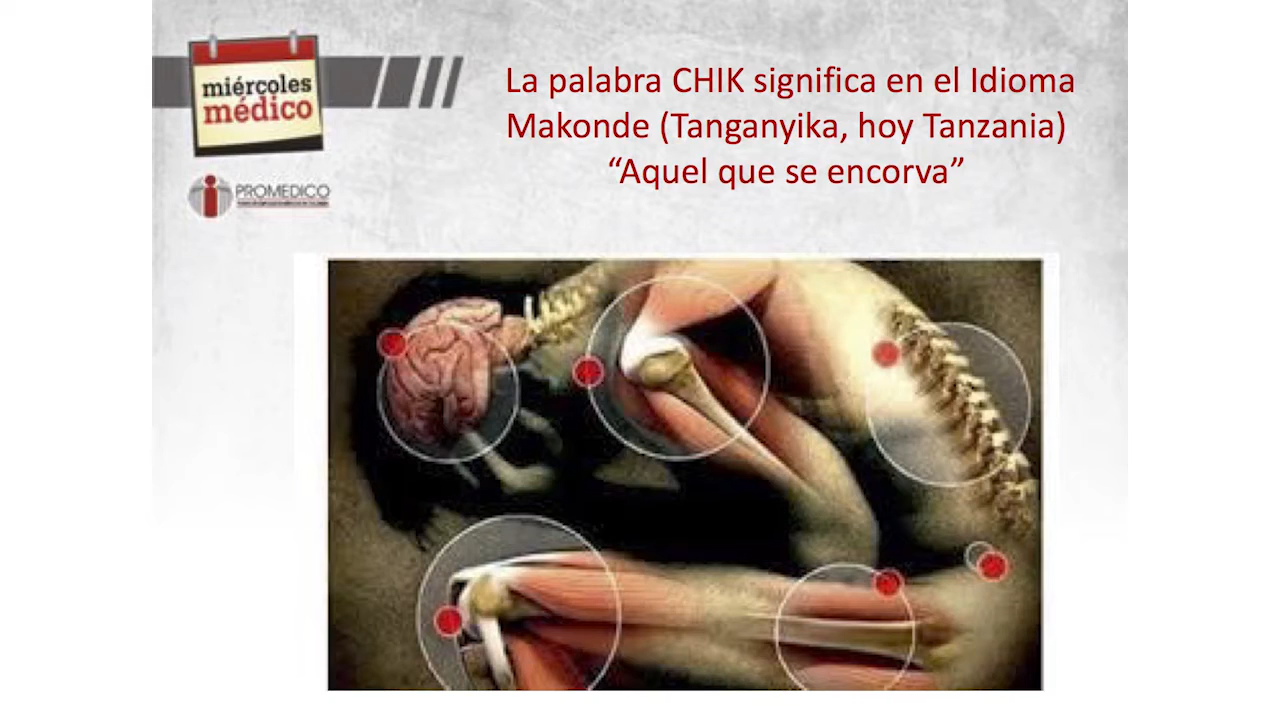 miércoles
médico
PROMEDICO
La palabra CHIK significa en el Idioma
Makonde (Tanganyika, hoy Tanzania)
“Aquel que se encorva”